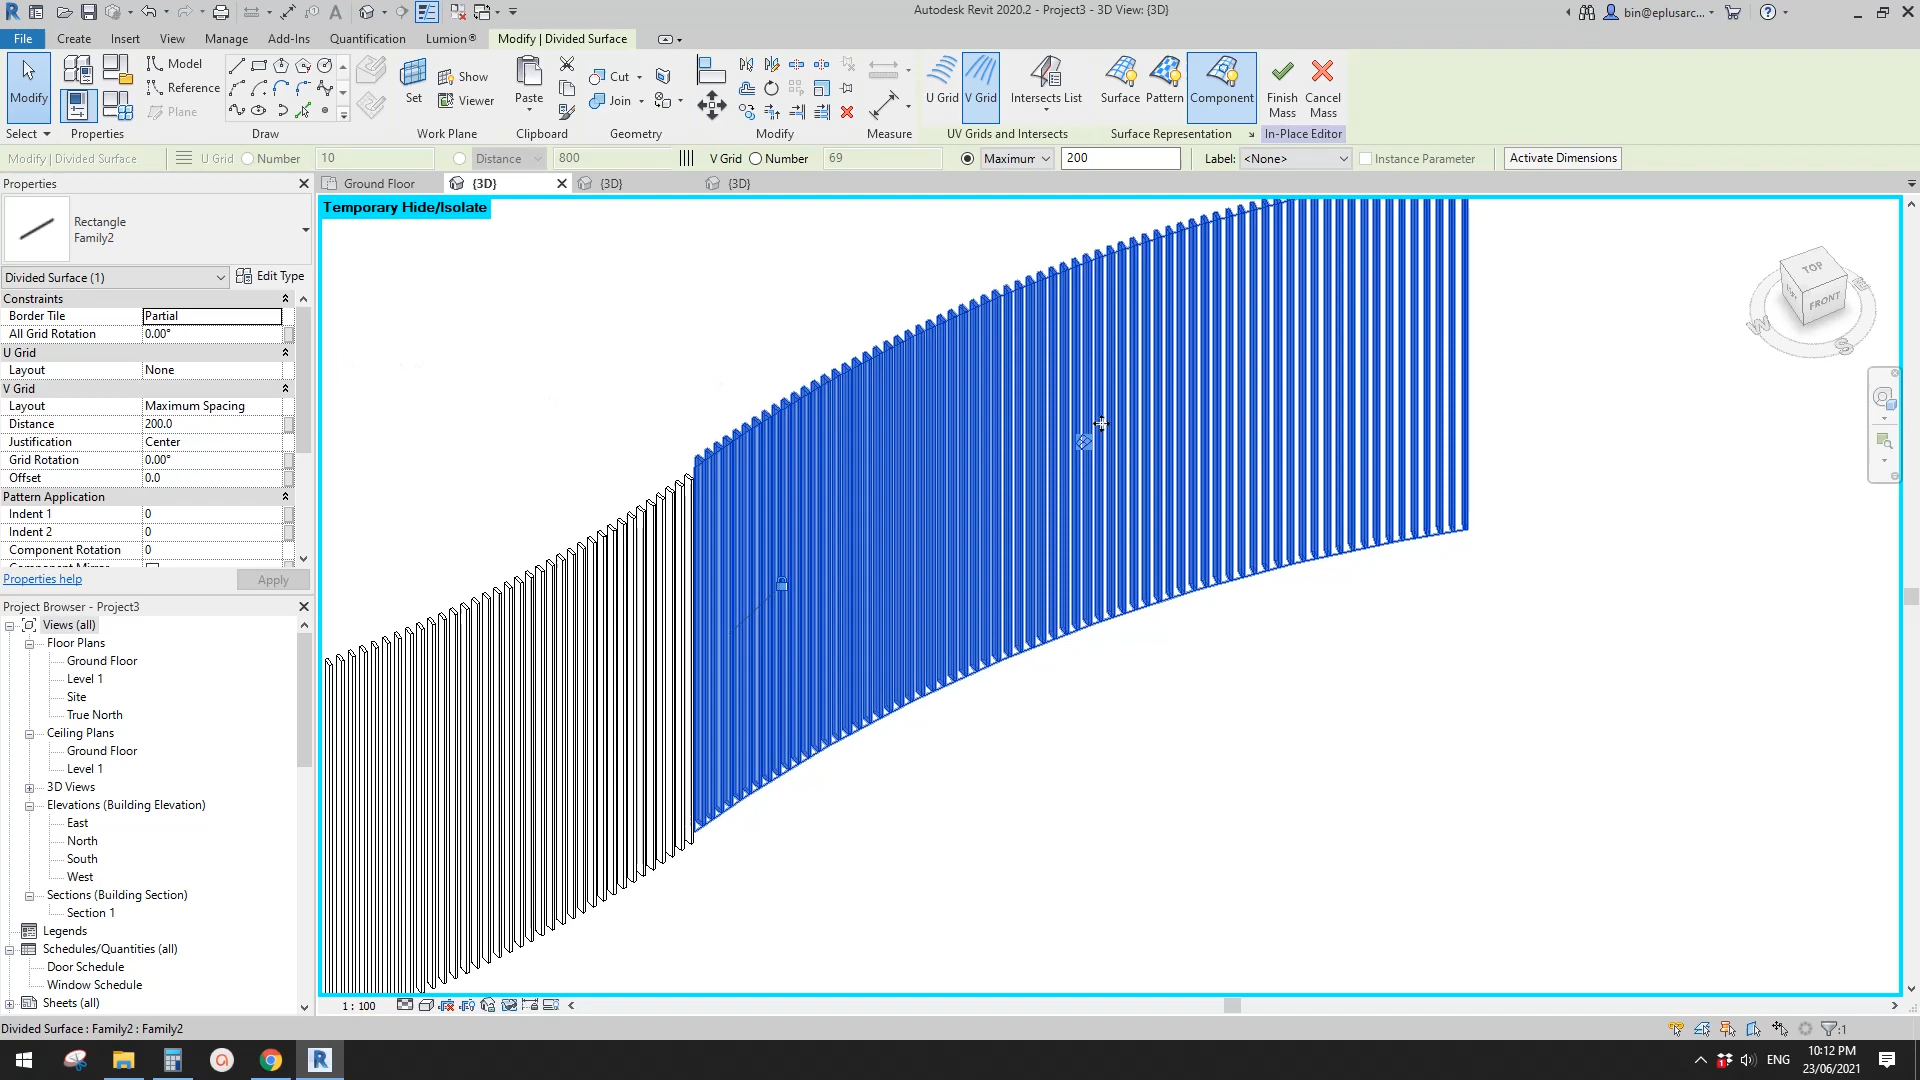 Autodesk Revit 2020.2 - Project3 - 3D View: {3D}
bin@eplusarc...
File Create Insert View Manage Add-Ins Quantification Lumion® Modify | Divided Surface
Modify
Select
Properties
Model
Reference
Plane
Draw
Set
Show
Viewer
Work Plane
Paste
Clipboard
Cut
Join
Geometry
Modify
Measure
U Grid V Grid Intersects List
UV Grids and Intersects
Surface Pattern Component
Surface Representation
Finish Mass
Cancel Mass
In-Place Editor
Modify | Divided Surface U Grid Number 10 Distance 800 V Grid Number 69 Maximum 200 Label: <None> Instance Parameter Activate Dimensions
Properties
Ground Floor {3D} {3D} {3D}
Temporary Hide/Isolate
Rectangle
Family2
Divided Surface (1) Edit Type
Constraints
Border Tile Partial
All Grid Rotation 0.00°
U Grid
Layout None
V Grid
Layout Maximum Spacing
Distance 200.0
Justification Center
Grid Rotation 0.00°
Offset 0.0
Pattern Application
Indent 1 0
Indent 2 0
Component Rotation 0
Properties help Apply
Project Browser - Project3
Views (all)
Floor Plans
Ground Floor
Level 1
Site
True North
Ceiling Plans
Ground Floor
Level 1
3D Views
Elevations (Building Elevation)
East
North
South
West
Sections (Building Section)
Section 1
Legends
Schedules/Quantities (all)
Door Schedule
Window Schedule
Sheets (all)
TOP
FRONT
W
S
1 : 100
Divided Surface : Family2 : Family2
:1
ENG
10:12 PM
23/06/2021